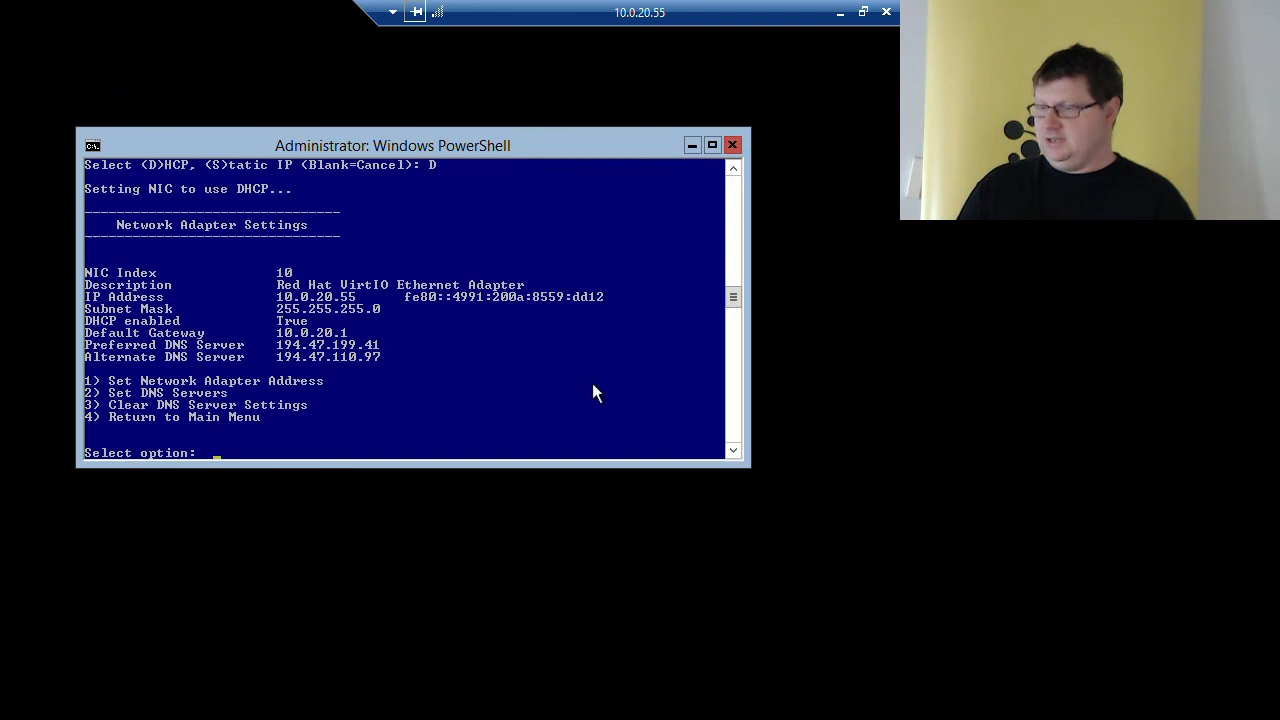 10.0.20.55
Administrator: Windows PowerShell
Select (D)HCP, (S)tatic IP (Blank=Cancel): D
Setting NIC to use DHCP...
--------------------------------
Network Adapter Settings
--------------------------------
NIC Index 10
Description Red Hat VirtIO Ethernet Adapter
IP Address 10.0.20.55 fe80::4991:200a:8559:dd12
Subnet Mask 255.255.255.0
DHCP enabled True
Default Gateway 10.0.20.1
Preferred DNS Server 194.47.199.41
Alternate DNS Server 194.47.110.97
1) Set Network Adapter Address
2) Set DNS Servers
3) Clear DNS Server Settings
4) Return to Main Menu
Select option: _